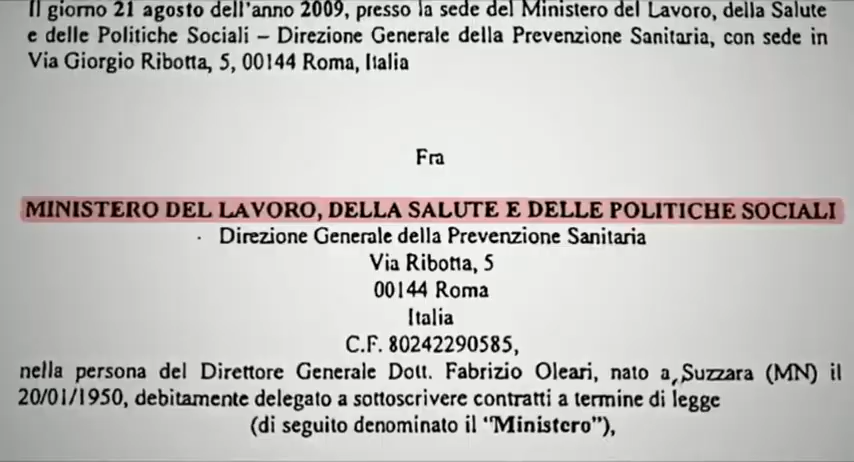 Il giorno 21 agosto dell'anno 2009, presso la sede del Ministero del Lavoro, della Salute
e delle Politiche Sociali – Direzione Generale della Prevenzione Sanitaria, con sede in
Via Giorgio Ribotta, 5, 00144 Roma, Italia
Fra
MINISTERO DEL LAVORO, DELLA SALUTE E DELLE POLITICHE SOCIALI
Direzione Generale della Prevenzione Sanitaria
Via Ribotta, 5
00144 Roma
Italia
C.F. 80242290585,
nella persona del Direttore Generale Dott. Fabrizio Oleari, nato a Suzzara (MN) il
20/01/1950, debitamente delegato a sottoscrivere contratti a termine di legge
(di seguito denominato il "Ministero"),